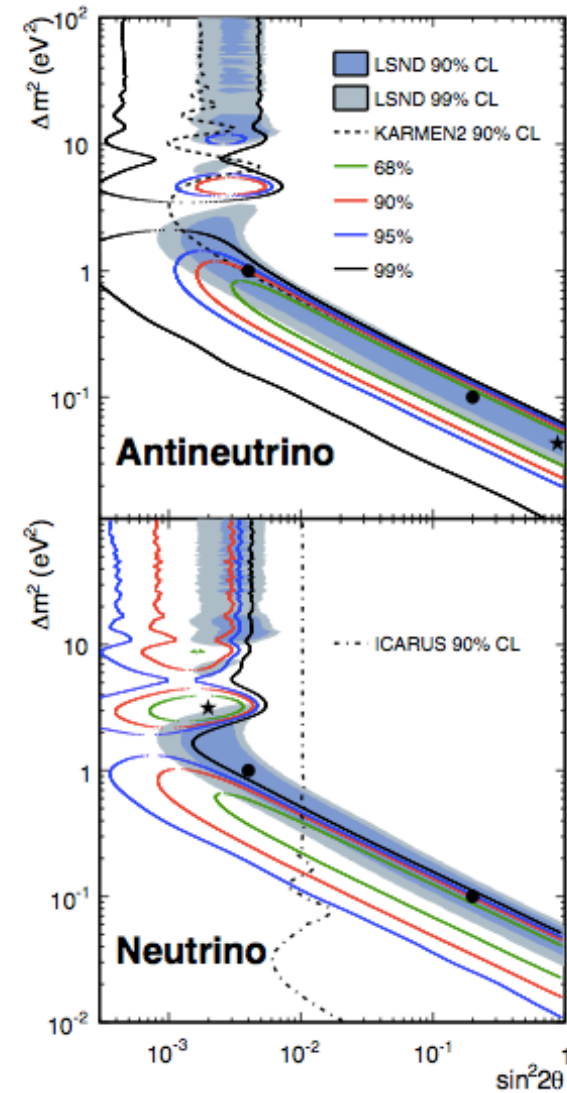 10²
Δm² (eV²)
LSND 90% CL
LSND 99% CL
KARMEN2 90% CL
68%
90%
95%
99%
10
1
10⁻¹
Antineutrino
Δm² (eV²)
10
ICARUS 90% CL
1
10⁻¹
Neutrino
10⁻²
10⁻³ 10⁻² 10⁻¹ 1
sin²2θ